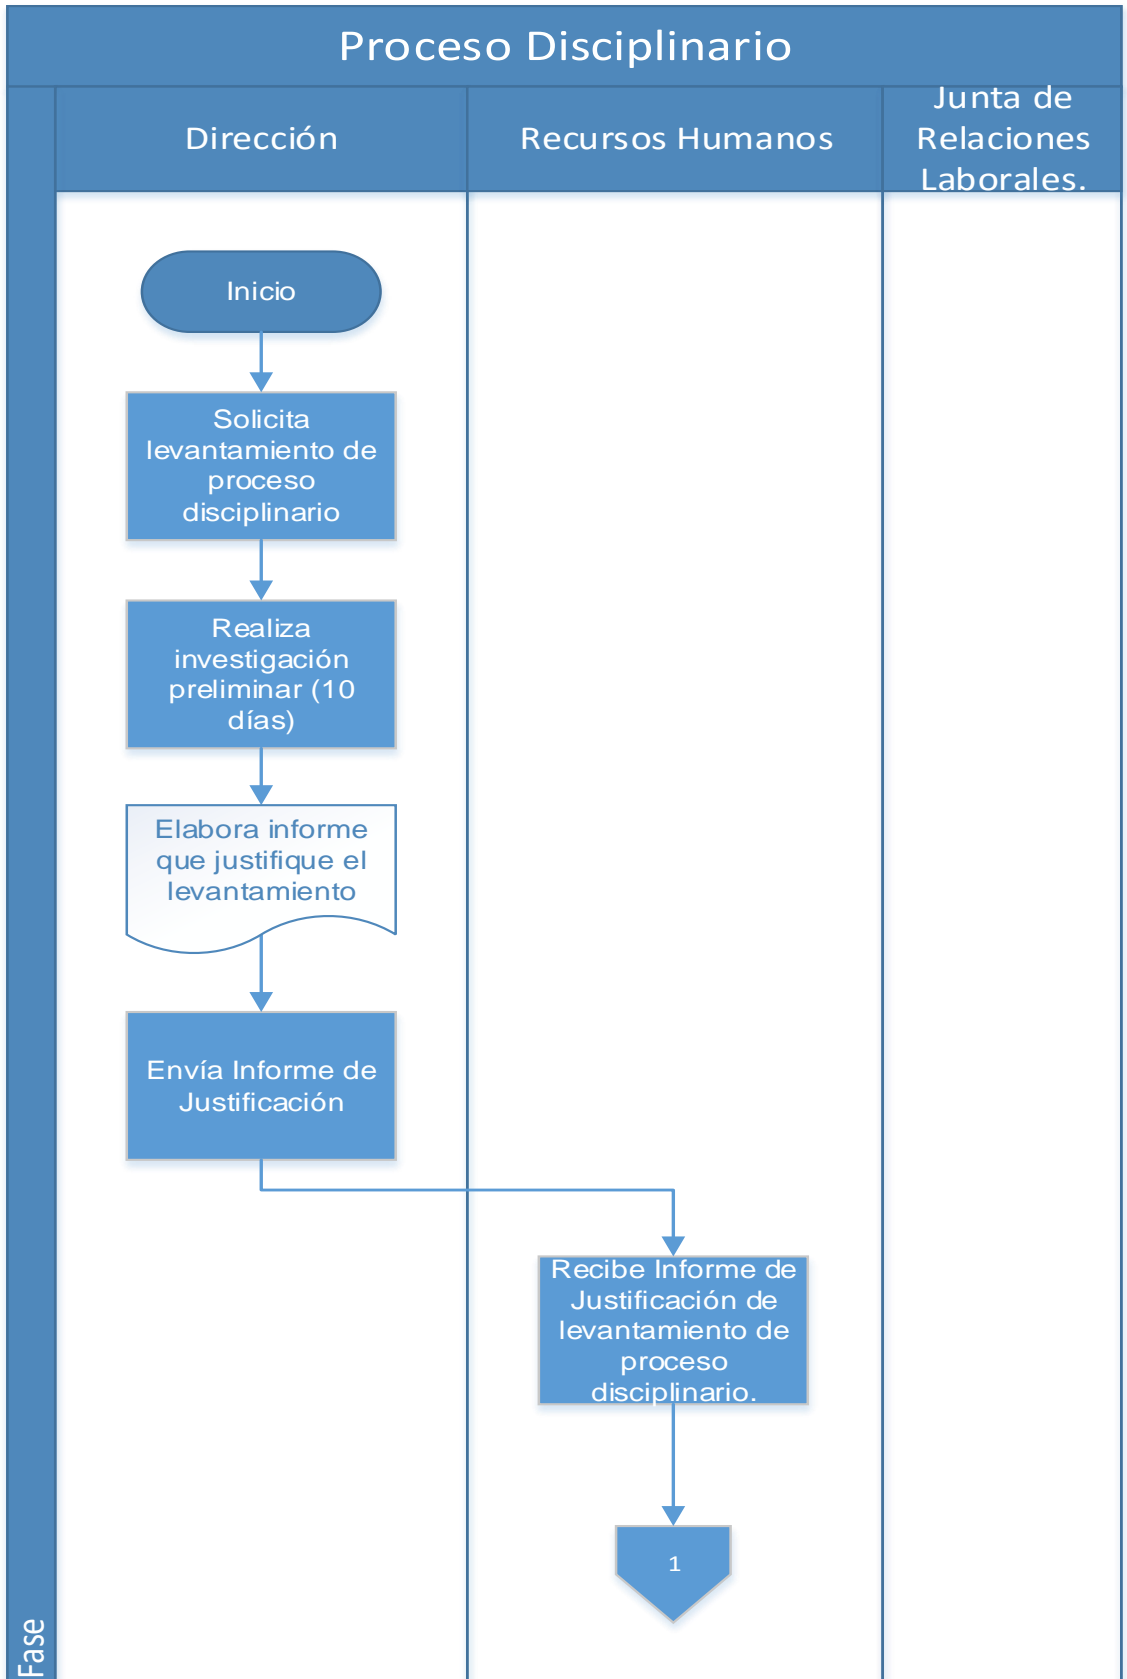 Proceso Disciplinario
Dirección
Recursos Humanos
Junta de
Relaciones
Laborales.
Inicio
Solicita
levantamiento de
proceso
disciplinario
Realiza
investigación
preliminar (10
días)
Elabora informe
que justifique el
levantamiento
Envía Informe de
Justificación
Recibe Informe de
Justificación de
levantamiento de
proceso
disciplinario.
1
Fase